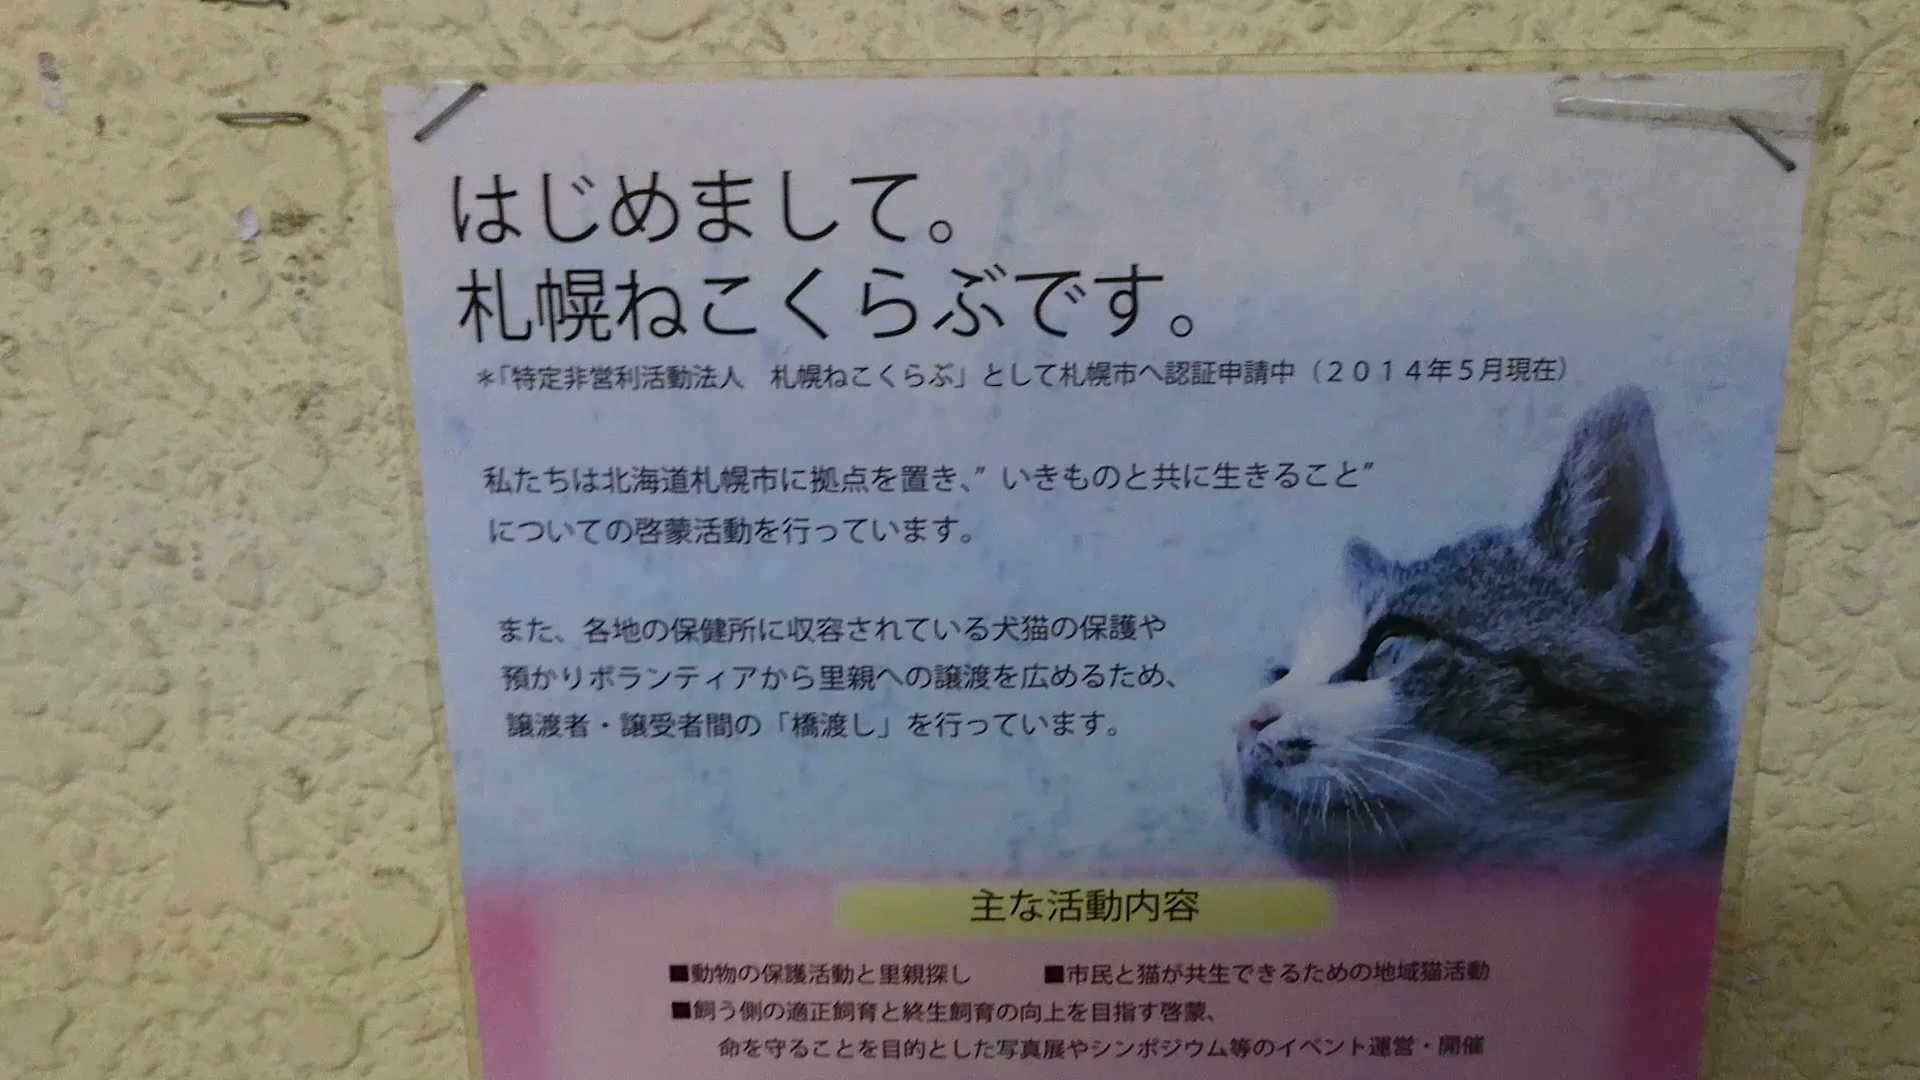 はじめまして。
札幌ねこくらぶです。
*「特定非営利活動法人　札幌ねこくらぶ」として札幌市へ認証申請中（２０１４年５月現在）
私たちは北海道札幌市に拠点を置き、”いきものと共に生きること”
についての啓蒙活動を行っています。
また、各地の保健所に収容されている犬猫の保護や
預かりボランティアから里親への譲渡を広めるため、
譲渡者・譲受者間の「橋渡し」を行っています。
主な活動内容
■動物の保護活動と里親探し　■市民と猫が共生できるための地域猫活動
■飼う側の適正飼育と終生飼育の向上を目指す啓蒙、
命を守ることを目的とした写真展やシンポジウム等のイベント運営・開催